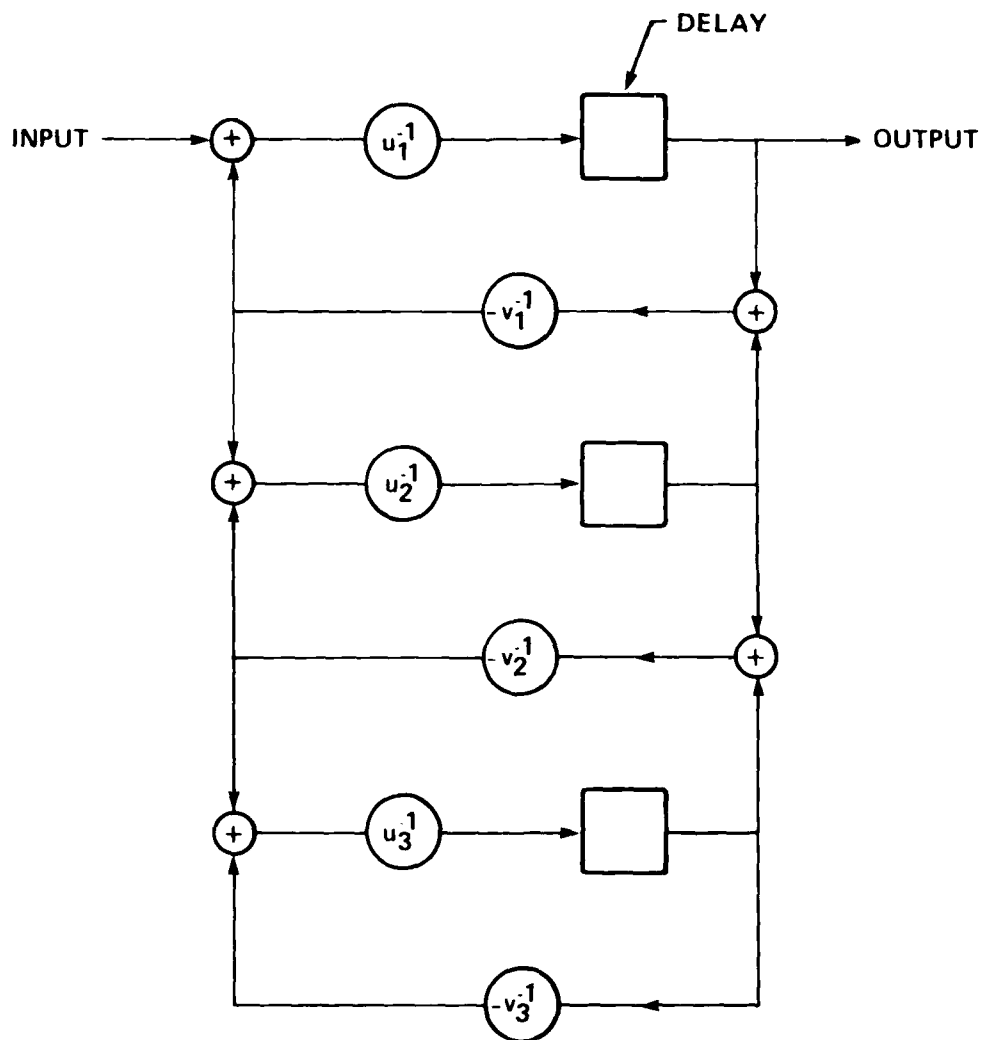 DELAY
INPUT + u₁⁻¹ OUTPUT
-v₁⁻¹ +
+ u₂⁻¹
-v₂⁻¹ +
+ u₃⁻¹
-v₃⁻¹